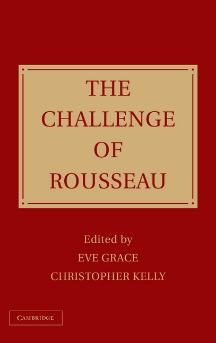 THE
CHALLENGE
OF
ROUSSEAU
Edited by
EVE GRACE
CHRISTOPHER KELLY
CAMBRIDGE